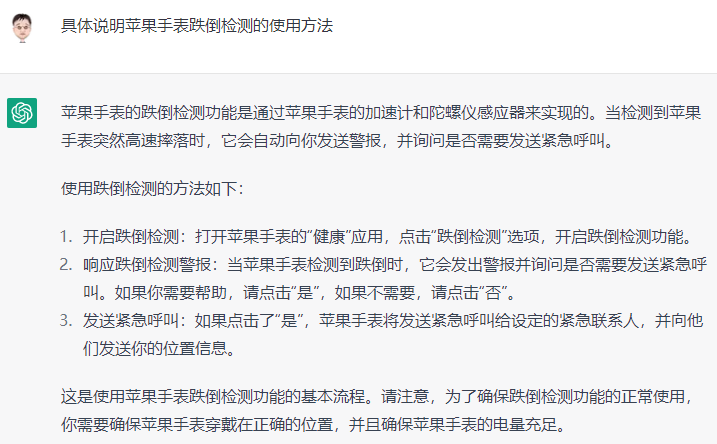 具体说明苹果手表跌倒检测的使用方法
苹果手表的跌倒检测功能是通过苹果手表的加速计和陀螺仪感应器来实现的。当检测到苹果
手表突然高速摔落时，它会自动向你发送警报，并询问是否需要发送紧急呼叫。
使用跌倒检测的方法如下：
1. 开启跌倒检测：打开苹果手表的“健康”应用，点击“跌倒检测”选项，开启跌倒检测功能。
2. 响应跌倒检测警报：当苹果手表检测到跌倒时，它会发出警报并询问是否需要发送紧急呼
叫。如果你需要帮助，请点击“是”，如果不需要，请点击“否”。
3. 发送紧急呼叫：如果点击了“是”，苹果手表将发送紧急呼叫给设定的紧急联系人，并向他
们发送你的位置信息。
这是使用苹果手表跌倒检测功能的基本流程。请注意，为了确保跌倒检测功能的正常使用，
你需要确保苹果手表穿戴在正确的位置，并且确保苹果手表的电量充足。